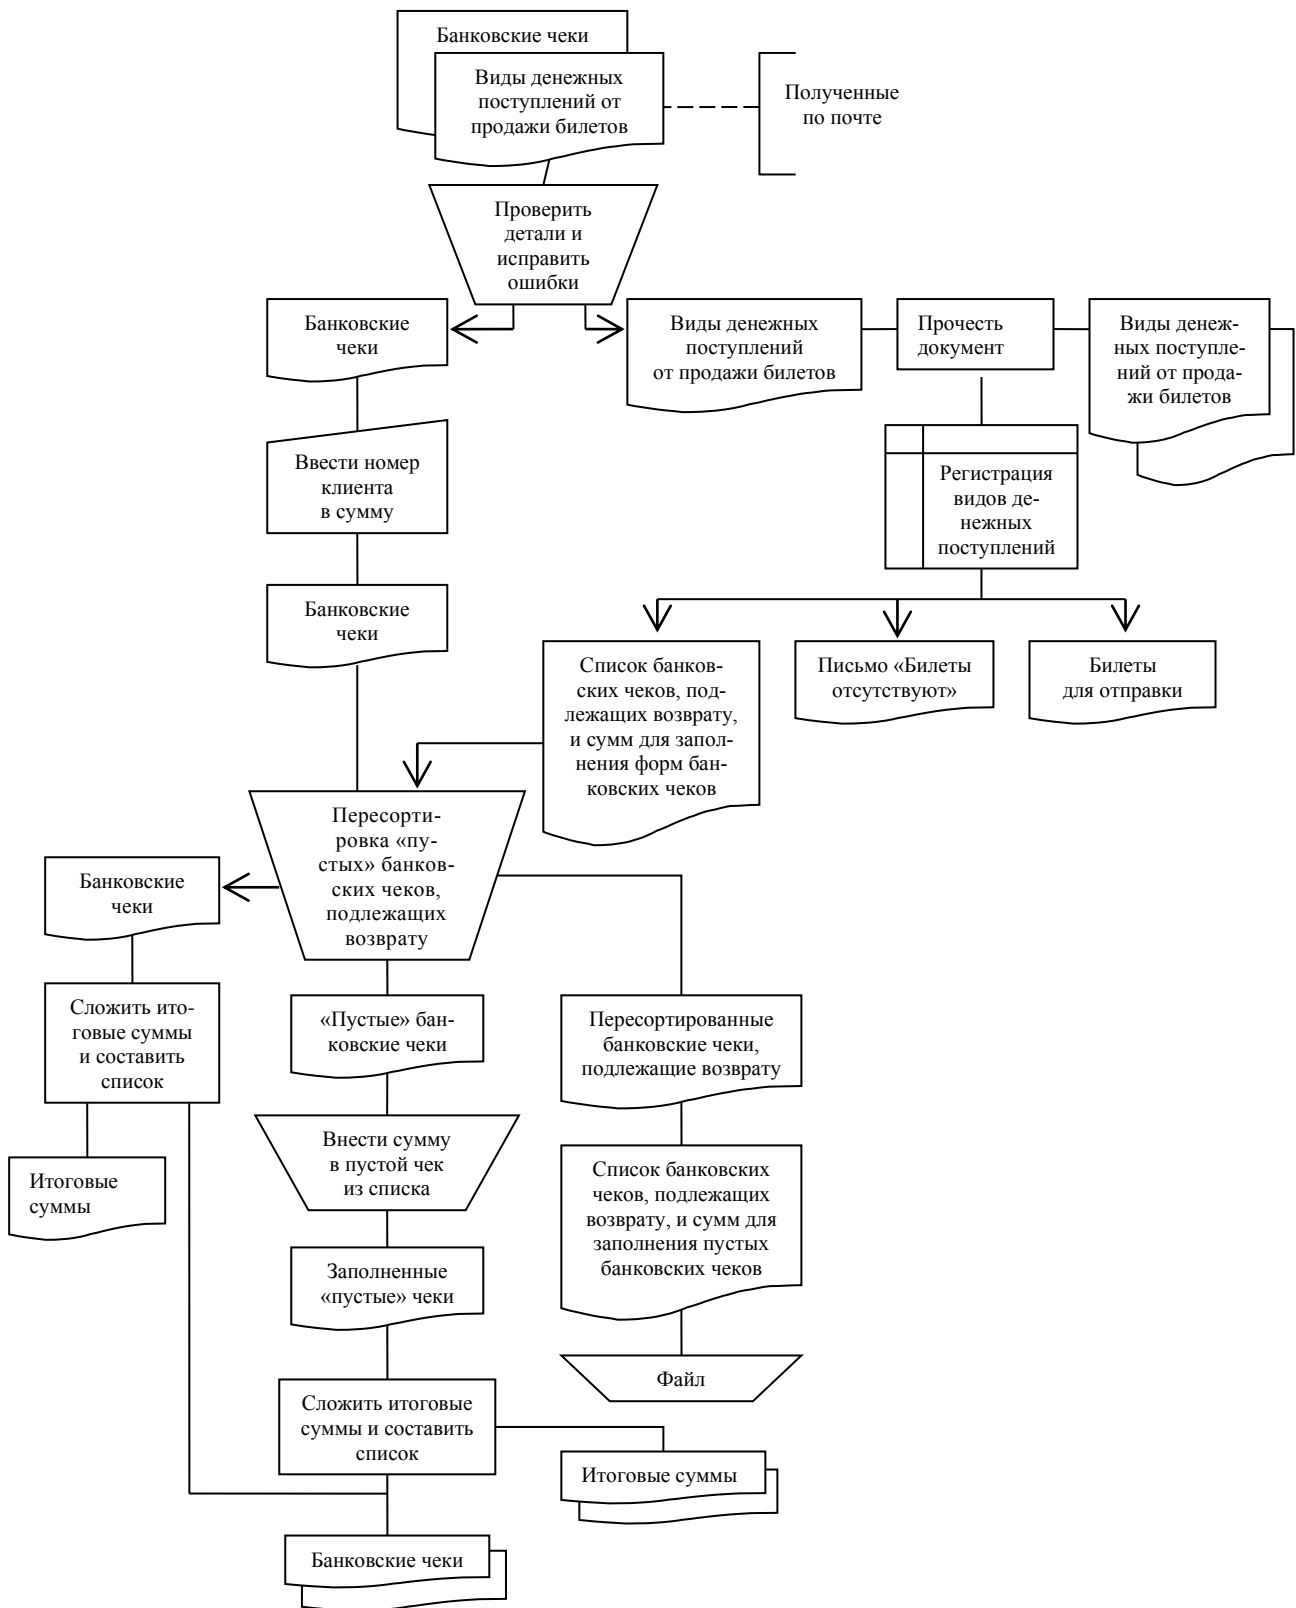 Банковские чеки
Виды денежных
поступлений от
продажи билетов
Полученные
по почте
Проверить
детали и
исправить
ошибки
Банковские
чеки
Виды денежных
поступлений
от продажи билетов
Прочесть
документ
Виды денеж-
ных поступле-
ний от прода-
жи билетов
Ввести номер
клиента
в сумму
Регистрация
видов де-
нежных
поступлений
Банковские
чеки
Список банков-
ских чеков, под-
лежащих возврату,
и сумм для запол-
нения форм бан-
ковских чеков
Письмо «Билеты
отсутствуют»
Билеты
для отправки
Пересорти-
ровка «пу-
стых» банков-
ских чеков,
подлежащих
возврату
Банковские
чеки
Сложить ито-
говые суммы
и составить
список
«Пустые» бан-
ковские чеки
Пересортированные
банковские чеки,
подлежащие возврату
Внести сумму
в пустой чек
из списка
Список банковских
чеков, подлежащих
возврату, и сумм для
заполнения пустых
банковских чеков
Итоговые
суммы
Заполненные
«пустые» чеки
Файл
Сложить итоговые
суммы и составить
список
Итоговые суммы
Банковские чеки